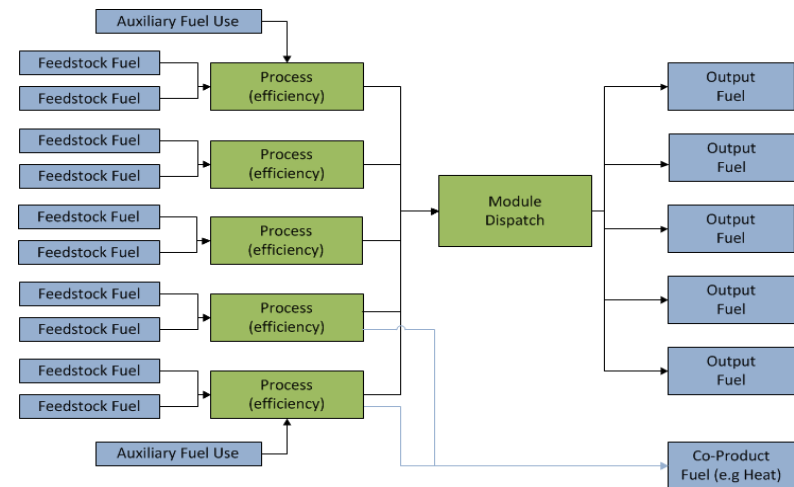 Auxiliary Fuel Use
Feedstock Fuel
Feedstock Fuel
Process
(efficiency)
Feedstock Fuel
Feedstock Fuel
Process
(efficiency)
Feedstock Fuel
Feedstock Fuel
Process
(efficiency)
Feedstock Fuel
Feedstock Fuel
Process
(efficiency)
Feedstock Fuel
Feedstock Fuel
Process
(efficiency)
Auxiliary Fuel Use
Module
Dispatch
Output
Fuel
Output
Fuel
Output
Fuel
Output
Fuel
Output
Fuel
Co-Product
Fuel (e.g Heat)